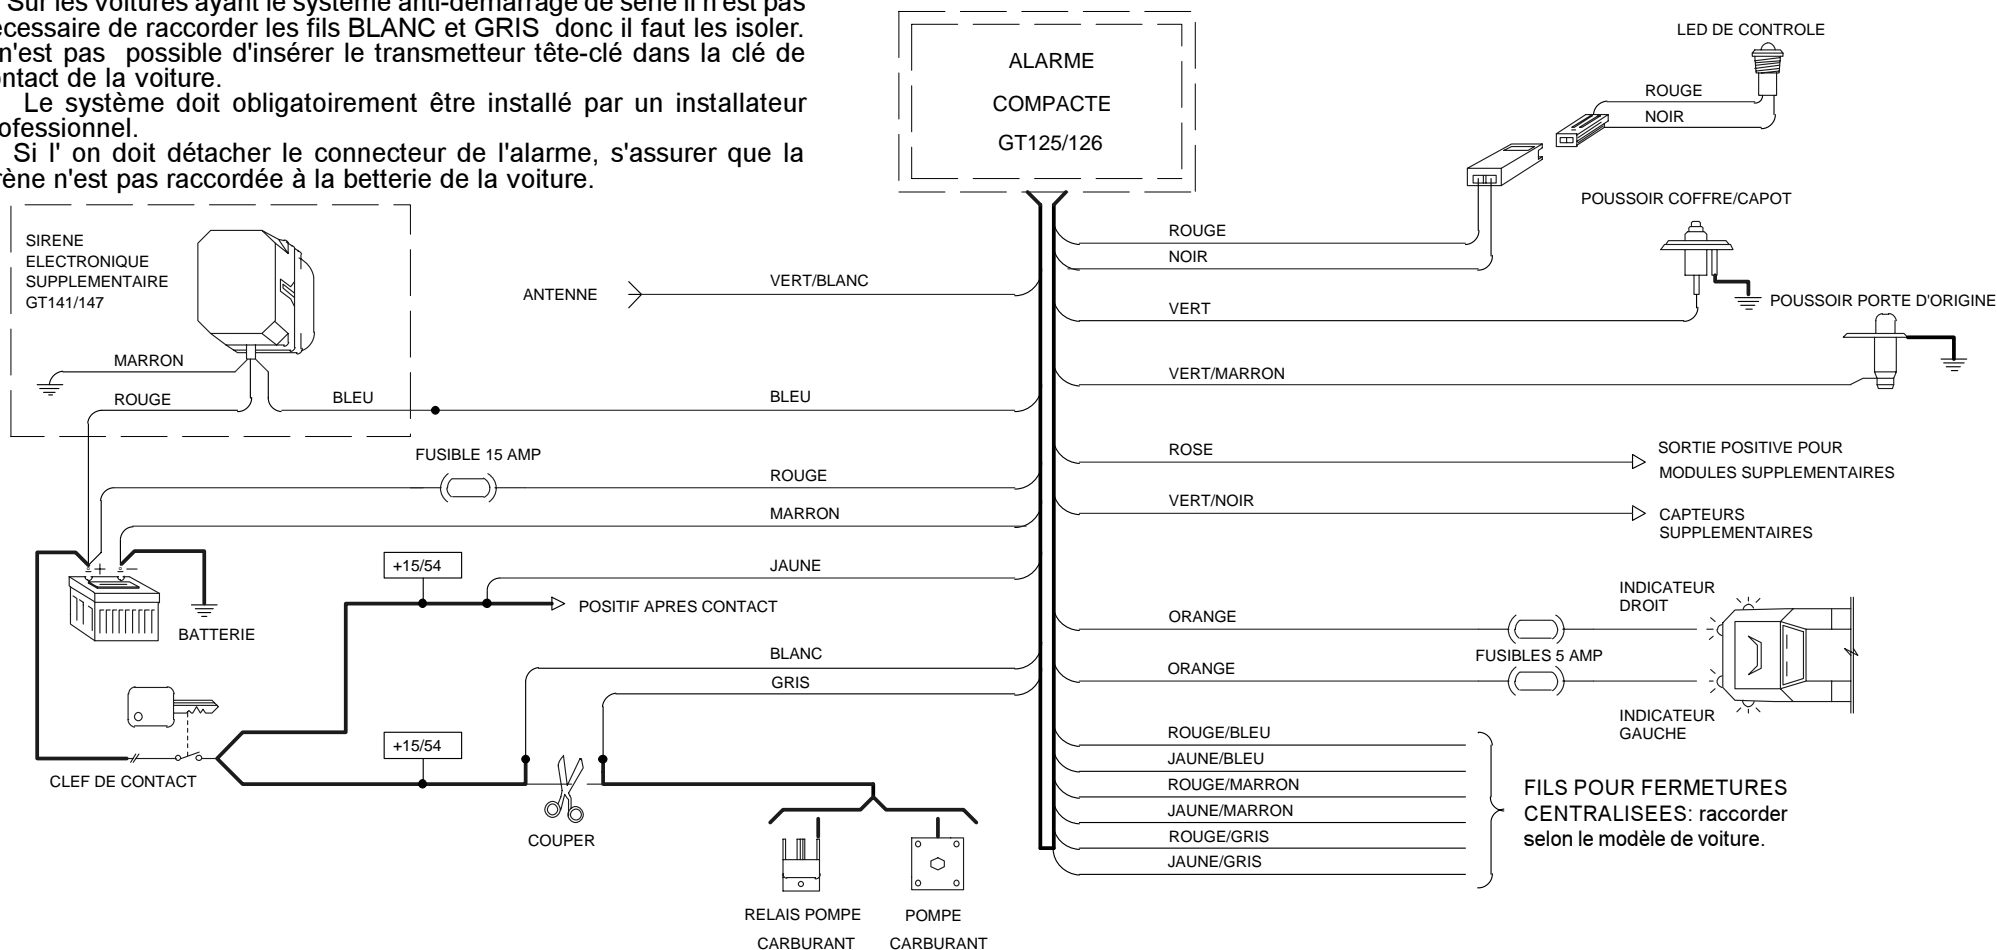 Sur les voitures ayant le système anti-démarrage de série il n'est pas
de raccorder les fils BLANC et GRIS donc il faut les isoler.
n'est pas possible d'insérer le transmetteur tête-clé dans la clé de
de la voiture.
Le système doit obligatoirement être installé par un installateur
Si l' on doit détacher le connecteur de l'alarme, s'assurer que la
n'est pas raccordée à la betterie de la voiture.
ALARME
COMPACTE
GT125/126
LED DE CONTROLE
ROUGE
NOIR
POUSSOIR COFFRE/CAPOT
SIRENE
ELECTRONIQUE
SUPPLEMENTAIRE
GT141/147
MARRON
ROUGE
BLEU
ANTENNE
VERT/BLANC
BLEU
FUSIBLE 15 AMP
ROUGE
MARRON
+15/54
JAUNE
POSITIF APRES CONTACT
+
−
BATTERIE
BLANC
GRIS
+15/54
CLEF DE CONTACT
COUPER
RELAIS POMPE
CARBURANT
POMPE
CARBURANT
ROUGE
NOIR
VERT
POUSSOIR PORTE D'ORIGINE
VERT/MARRON
ROSE
SORTIE POSITIVE POUR
MODULES SUPPLEMENTAIRES
VERT/NOIR
CAPTEURS
SUPPLEMENTAIRES
INDICATEUR
DROIT
ORANGE
FUSIBLES 5 AMP
ORANGE
INDICATEUR
GAUCHE
ROUGE/BLEU
JAUNE/BLEU
ROUGE/MARRON
JAUNE/MARRON
ROUGE/GRIS
JAUNE/GRIS
FILS POUR FERMETURES
CENTRALISEES: raccorder
selon le modèle de voiture.